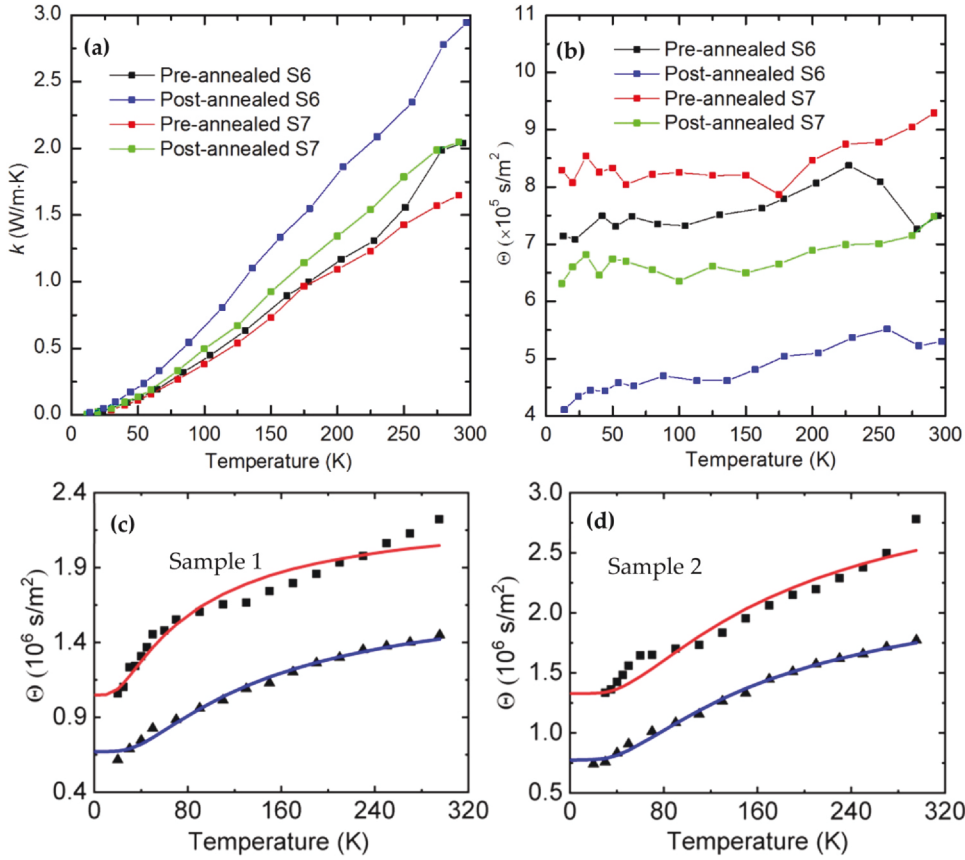 (a)
3.0
2.5
2.0
1.5
1.0
0.5
0.0
k (W/m·K)
Pre-annealed S6
Post-annealed S6
Pre-annealed S7
Post-annealed S7
0 50 100 150 200 250 300
Temperature (K)
(b)
11
10
9
8
7
6
5
4
Θ (×10⁵ s/m²)
Pre-annealed S6
Post-annealed S6
Pre-annealed S7
Post-annealed S7
0 50 100 150 200 250 300
Temperature (K)
(c)
Sample 1
2.4
1.9
1.4
0.9
0.4
Θ (10⁶ s/m²)
0 80 160 240 320
Temperature (K)
(d)
Sample 2
3.0
2.5
2.0
1.5
1.0
0.5
Θ (10⁶ s/m²)
0 80 160 240 320
Temperature (K)